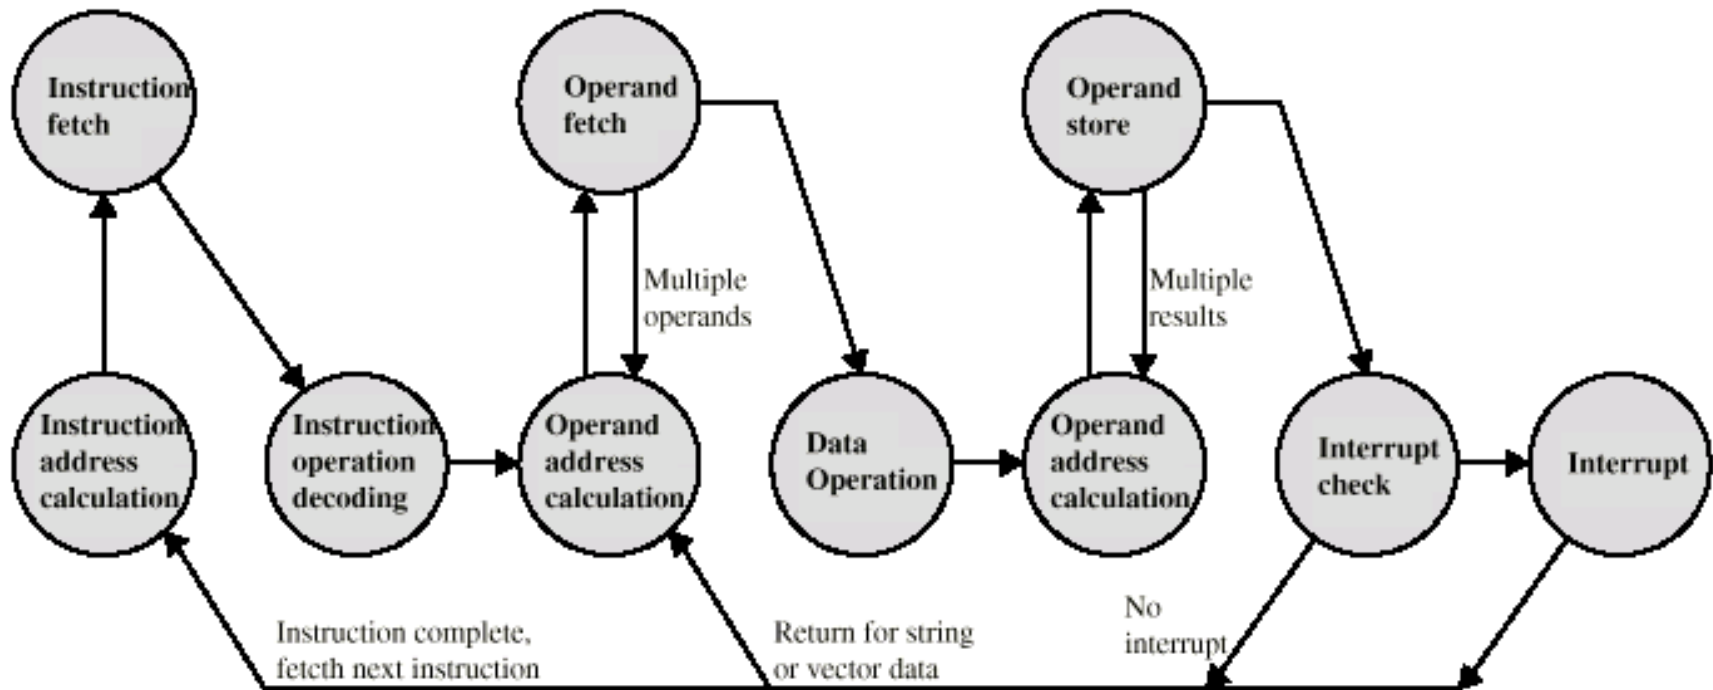 Instruction
fetch
Operand
fetch
Operand
store
Multiple
operands
Multiple
results
Instruction
address
calculation
Instruction
operation
decoding
Operand
address
calculation
Data
Operation
Operand
address
calculation
Interrupt
check
Interrupt
Instruction complete,
fetcth next instruction
Return for string
or vector data
No
interrupt